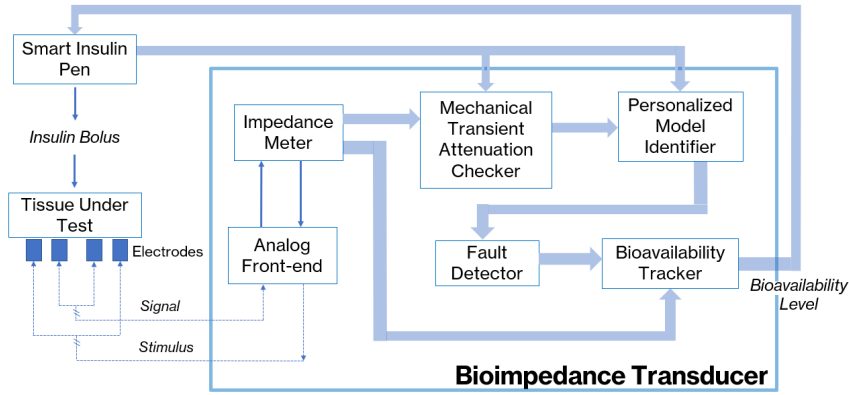 Smart Insulin
Pen
Insulin Bolus
Tissue Under
Test
Electrodes
Signal
Stimulus
Impedance
Meter
Analog
Front-end
Mechanical
Transient
Attenuation
Checker
Personalized
Model
Identifier
Fault
Detector
Bioavailability
Tracker
Bioavailability
Level
Bioimpedance Transducer